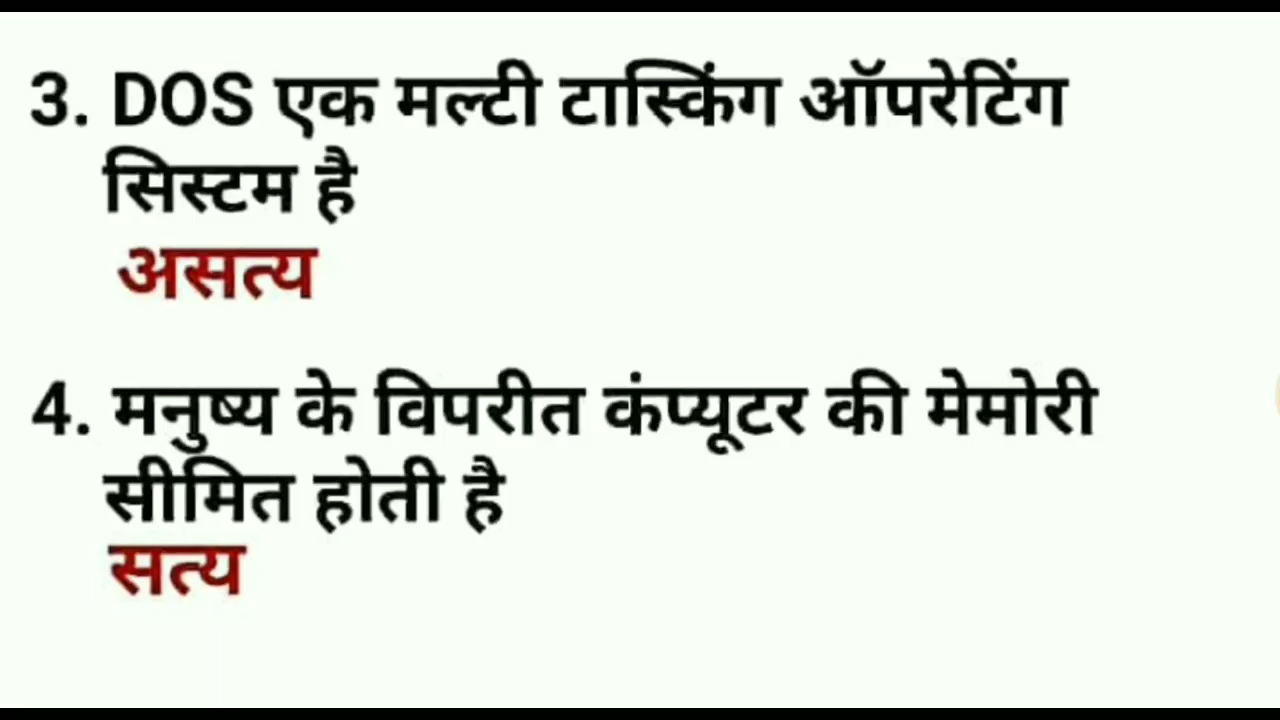 3. DOS एक मल्टी टास्किंग ऑपरेटिंग
सिस्टम है
असत्य
4. मनुष्य के विपरीत कंप्यूटर की मेमोरी
सीमित होती है
सत्य